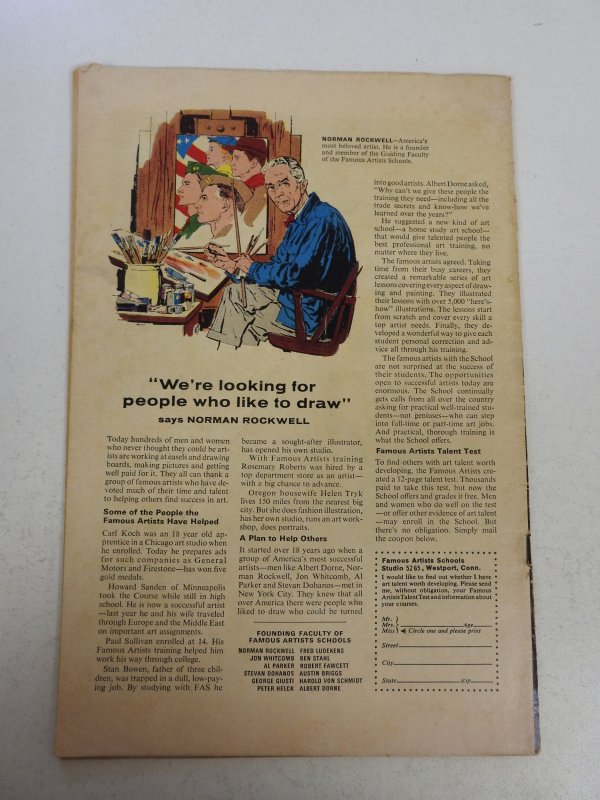 NORMAN ROCKWELL—America's
most beloved artist. He is a founder
and member of the Guiding Faculty
of the Famous Artists Schools.
"We're looking for
people who like to draw"
says NORMAN ROCKWELL
Today hundreds of men and women
who never thought they could be art-
ists are working at easels and drawing
boards, making pictures and getting
well paid for it. They all can thank a
group of famous artists who have de-
voted much of their time and talent
to helping others find success in art.
Some of the People the
Famous Artists Have Helped
Carl Koch was an 18 year old ap-
prentice in a Chicago art studio when
he enrolled. Today he prepares ads
for such companies as General
Motors and Firestone—has won five
gold medals.
Howard Sanden of Minneapolis
took the Course while still in high
school. He is now a successful artist
—last year he and his wife traveled
through Europe and the Middle East
on important art assignments.
Paul Sullivan enrolled at 14. His
Famous Artists training helped him
work his way through college.
Stan Bowen, father of three chil-
dren, was trapped in a dull, low-pay-
ing job. By studying with FAS he
became a sought-after illustrator,
has opened his own studio.
With Famous Artists training
Rosemary Roberts was hired by a
top department store as an artist—
with a big chance to advance.
Oregon housewife Helen Tryk
lives 150 miles from the nearest big
city. But she does fashion illustration,
has her own studio, runs an art work-
shop, does portraits.
A Plan to Help Others
It started over 18 years ago when a
group of America's most successful
artists—men like Albert Dorne, Nor-
man Rockwell, Jon Whitcomb, Al
Parker and Stevan Dohanos—met in
New York City. They knew that all
over America there were people who
liked to draw who could be turned
into good artists. Albert Dorne asked,
"Why can't we give these people the
training they need—including all the
trade secrets and know-how we've
learned over the years?"
He suggested a new kind of art
school—a home study art school—
that would give talented people the
best professional art training, no
matter where they live.
The famous artists agreed. Taking
time from their busy careers, they
created a remarkable series of art
lessons covering every aspect of draw-
ing and painting. They illustrated
their lessons with over 5,000 "here's-
how" illustrations. The lessons start
from scratch and cover every skill a
top artist needs. Finally, they de-
veloped a wonderful way to give each
student personal correction and ad-
vice all through his training.
The famous artists with the School
are not surprised at the success of
their students. The opportunities
open to successful artists today are
enormous. The School continually
gets calls from all over the country
asking for practical well-trained stu-
dents—not geniuses—who can step
into full-time or part-time art jobs.
And practical, thorough training is
what the School offers.
Famous Artists Talent Test
To find others with art talent worth
developing, the Famous Artists cre-
ated a 12-page talent test. Thousands
paid to take this test, but now the
School offers and grades it free. Men
and women who do well on the test
—or offer other evidence of art talent
—may enroll in the School. But
there's no obligation. Simply mail
the coupon below.
FOUNDING FACULTY OF
FAMOUS ARTISTS SCHOOLS
NORMAN ROCKWELL FRED LUDEKENS
JON WHITCOMB BEN STAHL
AL PARKER ROBERT FAWCETT
STEVAN DOHANOS AUSTIN BRIGGS
GEORGE GIUSTI HAROLD VON SCHMIDT
PETER HELCK ALBERT DORNE
Famous Artists Schools
Studio 5265, Westport, Conn.
I would like to find out whether I have
art talent worth developing. Please send
me, without obligation, your Famous
Artists Talent Test and information about
your courses.
Mr.
Mrs. Age
Miss Circle one and please print
Street
City
State Zip